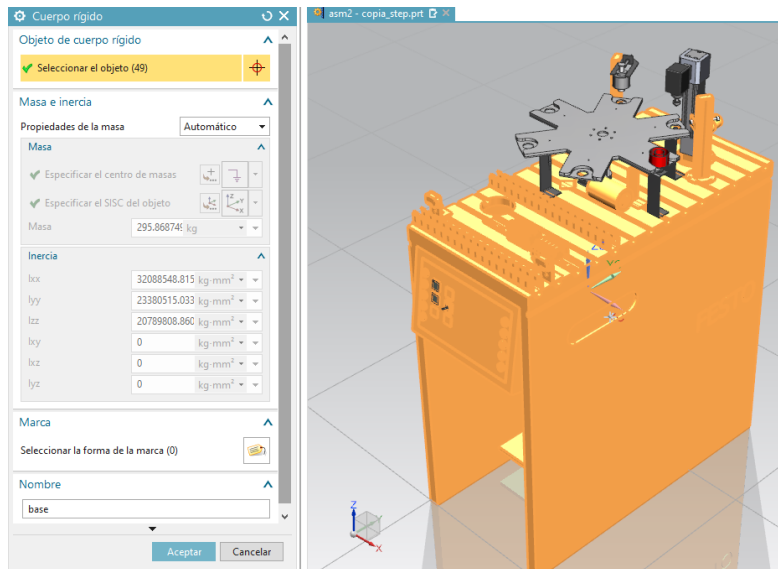 Cuerpo rígido
asm2 - copia_step.prt
Objeto de cuerpo rígido
Seleccionar el objeto (49)
Masa e inercia
Propiedades de la masa Automático
Masa
Especificar el centro de masas
Especificar el SISC del objeto
Masa 295.86874 kg
Inercia
Ixx 32088548.815 kg·mm²
Iyy 23380515.033 kg·mm²
Izz 20789808.860 kg·mm²
Ixy 0 kg·mm²
Ixz 0 kg·mm²
Iyz 0 kg·mm²
Marca
Seleccionar la forma de la marca (0)
Nombre
base
Aceptar Cancelar
FESTO
Z
X